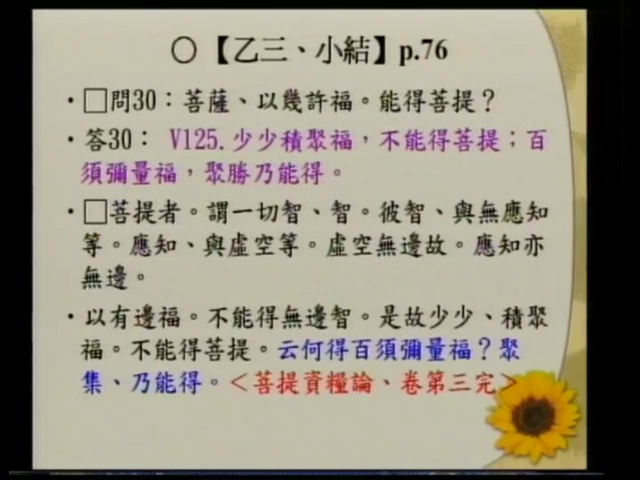 ○【乙三、小結】p.76
•□問30：菩薩、以幾許福。能得菩提？
•答30： V125.少少積聚福，不能得菩提；百
須彌量福，聚勝乃能得。
•□菩提者。謂一切智、智。彼智、與無應知
等。應知、與虛空等。虛空無邊故。應知亦
無邊。
•以有邊福。不能得無邊智。是故少少、積聚
福。不能得菩提。云何得百須彌量福？聚
集、乃能得。＜菩提資糧論、卷第三完＞